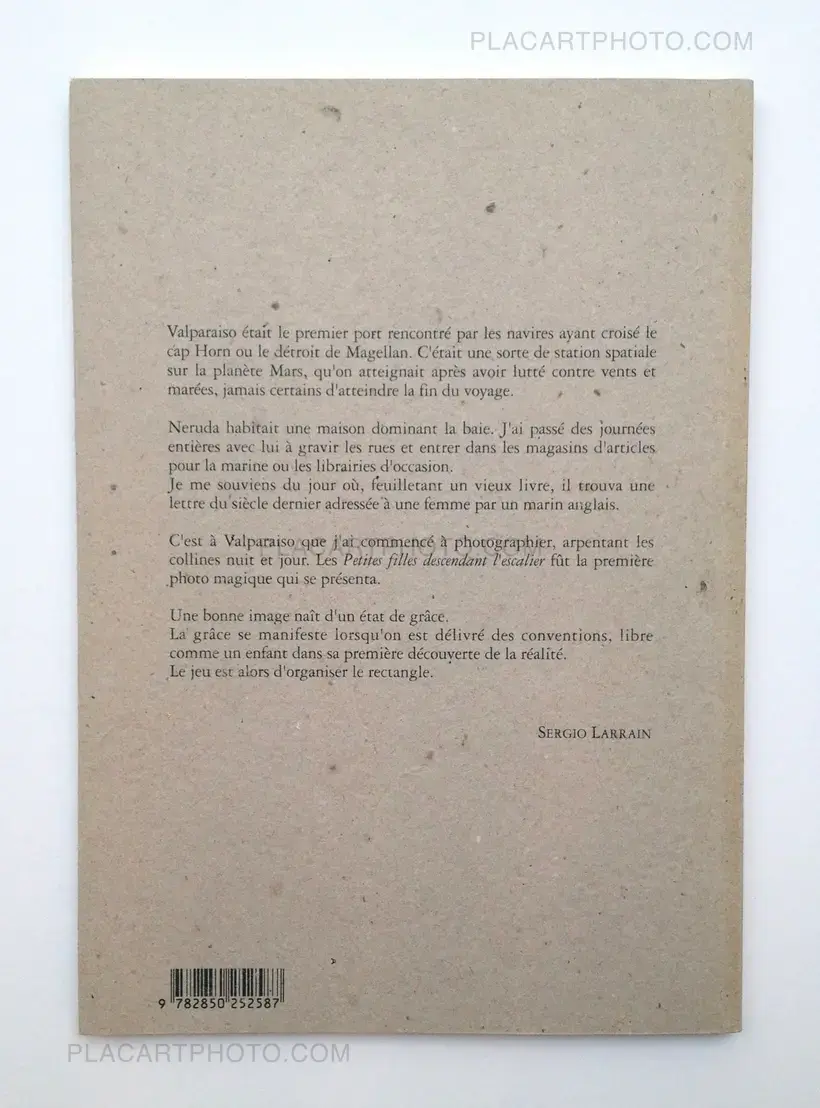 PLACARTPHOTO.COM
Valparaiso était le premier port rencontré par les navires ayant croisé le
cap Horn ou le détroit de Magellan. C'était une sorte de station spatiale
sur la planète Mars, qu'on atteignait après avoir lutté contre vents et
marées, jamais certains d'atteindre la fin du voyage.
Neruda habitait une maison dominant la baie. J'ai passé des journées
entières avec lui à gravir les rues et entrer dans les magasins d'articles
pour la marine ou les librairies d'occasion.
Je me souviens du jour où, feuilletant un vieux livre, il trouva une
lettre du siècle dernier adressée à une femme par un marin anglais.
C'est à Valparaiso que j'ai commencé à photographier, arpentant les
PLACARTPHOTO.COM
collines nuit et jour. Les Petites filles descendant l'escalier fût la première
photo magique qui se présenta.
Une bonne image naît d'un état de grâce.
La grâce se manifeste lorsqu'on est délivré des conventions, libre
comme un enfant dans sa première découverte de la réalité.
Le jeu est alors d'organiser le rectangle.
SERGIO LARRAIN
9 782850 252587
PLACARTPHOTO.COM